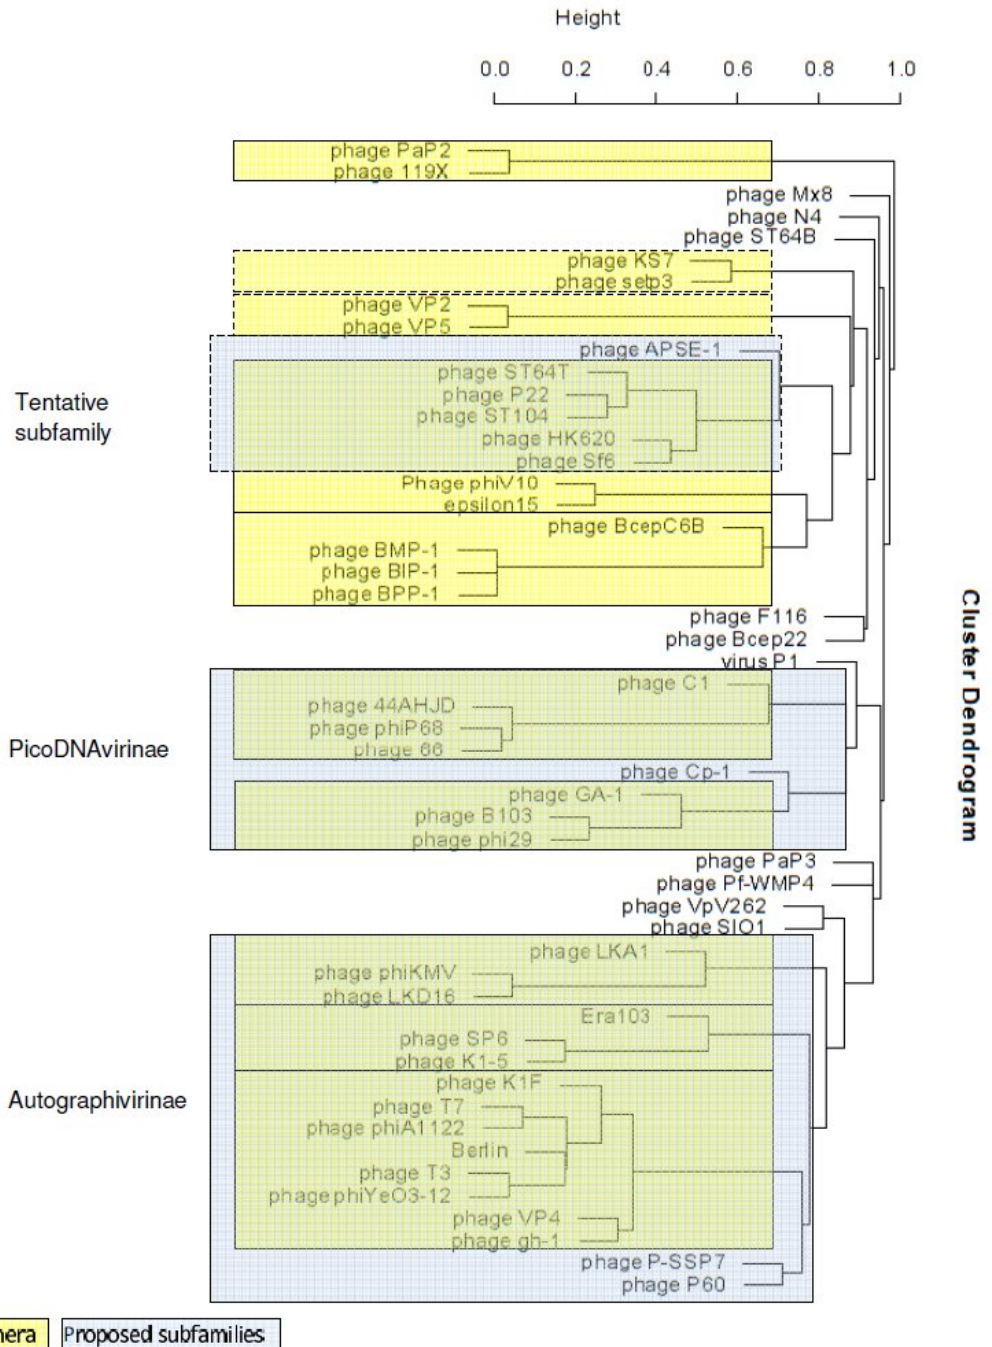 Height
0.0 0.2 0.4 0.6 0.8 1.0
phage PaP2
phage 119X
phage Mx8
phage N4
phage ST64B
phage KS7
phage setp3
phage VP2
phage VP5
phage APSE-1
phage ST64T
phage P22
phage ST104
phage HK620
phage Sf6
Tentative
subfamily
Phage phiV10
epsilon15
phage BcepC6B
phage BMP-1
phage BIP-1
phage BPP-1
phage F116
phage Bcep22
virus P1
phage C1
phage 44AHJD
phage phiP68
phage 66
PicoDNAvirinae
phage Cp-1
phage GA-1
phage B103
phage phi29
Cluster Dendrogram
phage PaP3
phage Pf-WMP4
phage VpV262
phage SIO1
phage LKA1
phage phiKMV
phage LKD16
Era103
phage SP6
phage K1-5
Autographivirinae
phage K1F
phage T7
phage phiA1122
Berlin
phage T3
phage phiYeO3-12
phage VP4
phage gh-1
phage P-SSP7
phage P60
nera
Proposed subfamilies